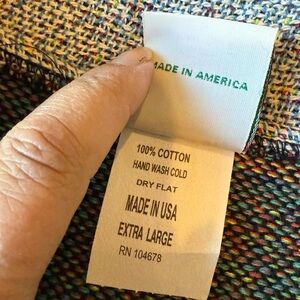 MADE IN AMERICA
100% COTTON
HAND WASH COLD
DRY FLAT
MADE IN USA
EXTRA LARGE
RN 104678